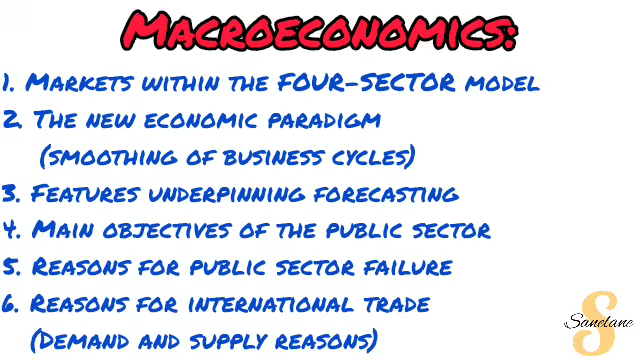 Macroeconomics:
1. Markets within the FOUR-SECTOR model
2. The new economic paradigm
(smoothing of business cycles)
3. Features underpinning forecasting
4. Main objectives of the public sector
5. Reasons for public sector failure
6. Reasons for international trade
(Demand and supply reasons)
S
Sanelane